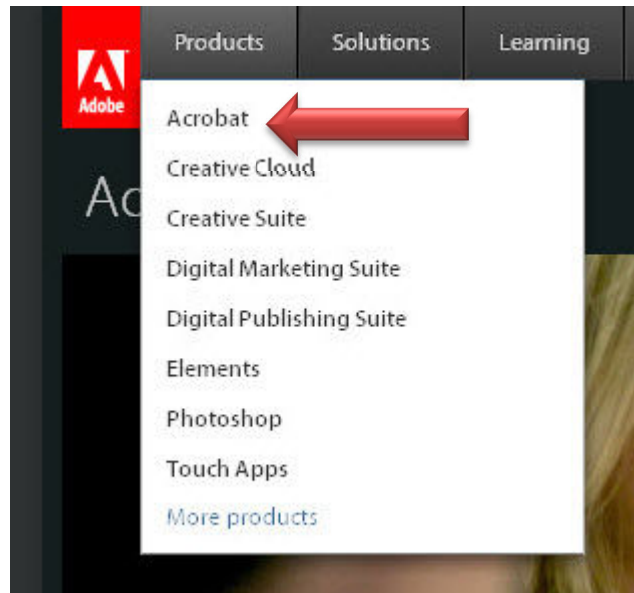 Products Solutions Learning
Adobe
Acrobat
Creative Cloud
Ac
Creative Suite
Digital Marketing Suite
Digital Publishing Suite
Elements
Photoshop
Touch Apps
More products